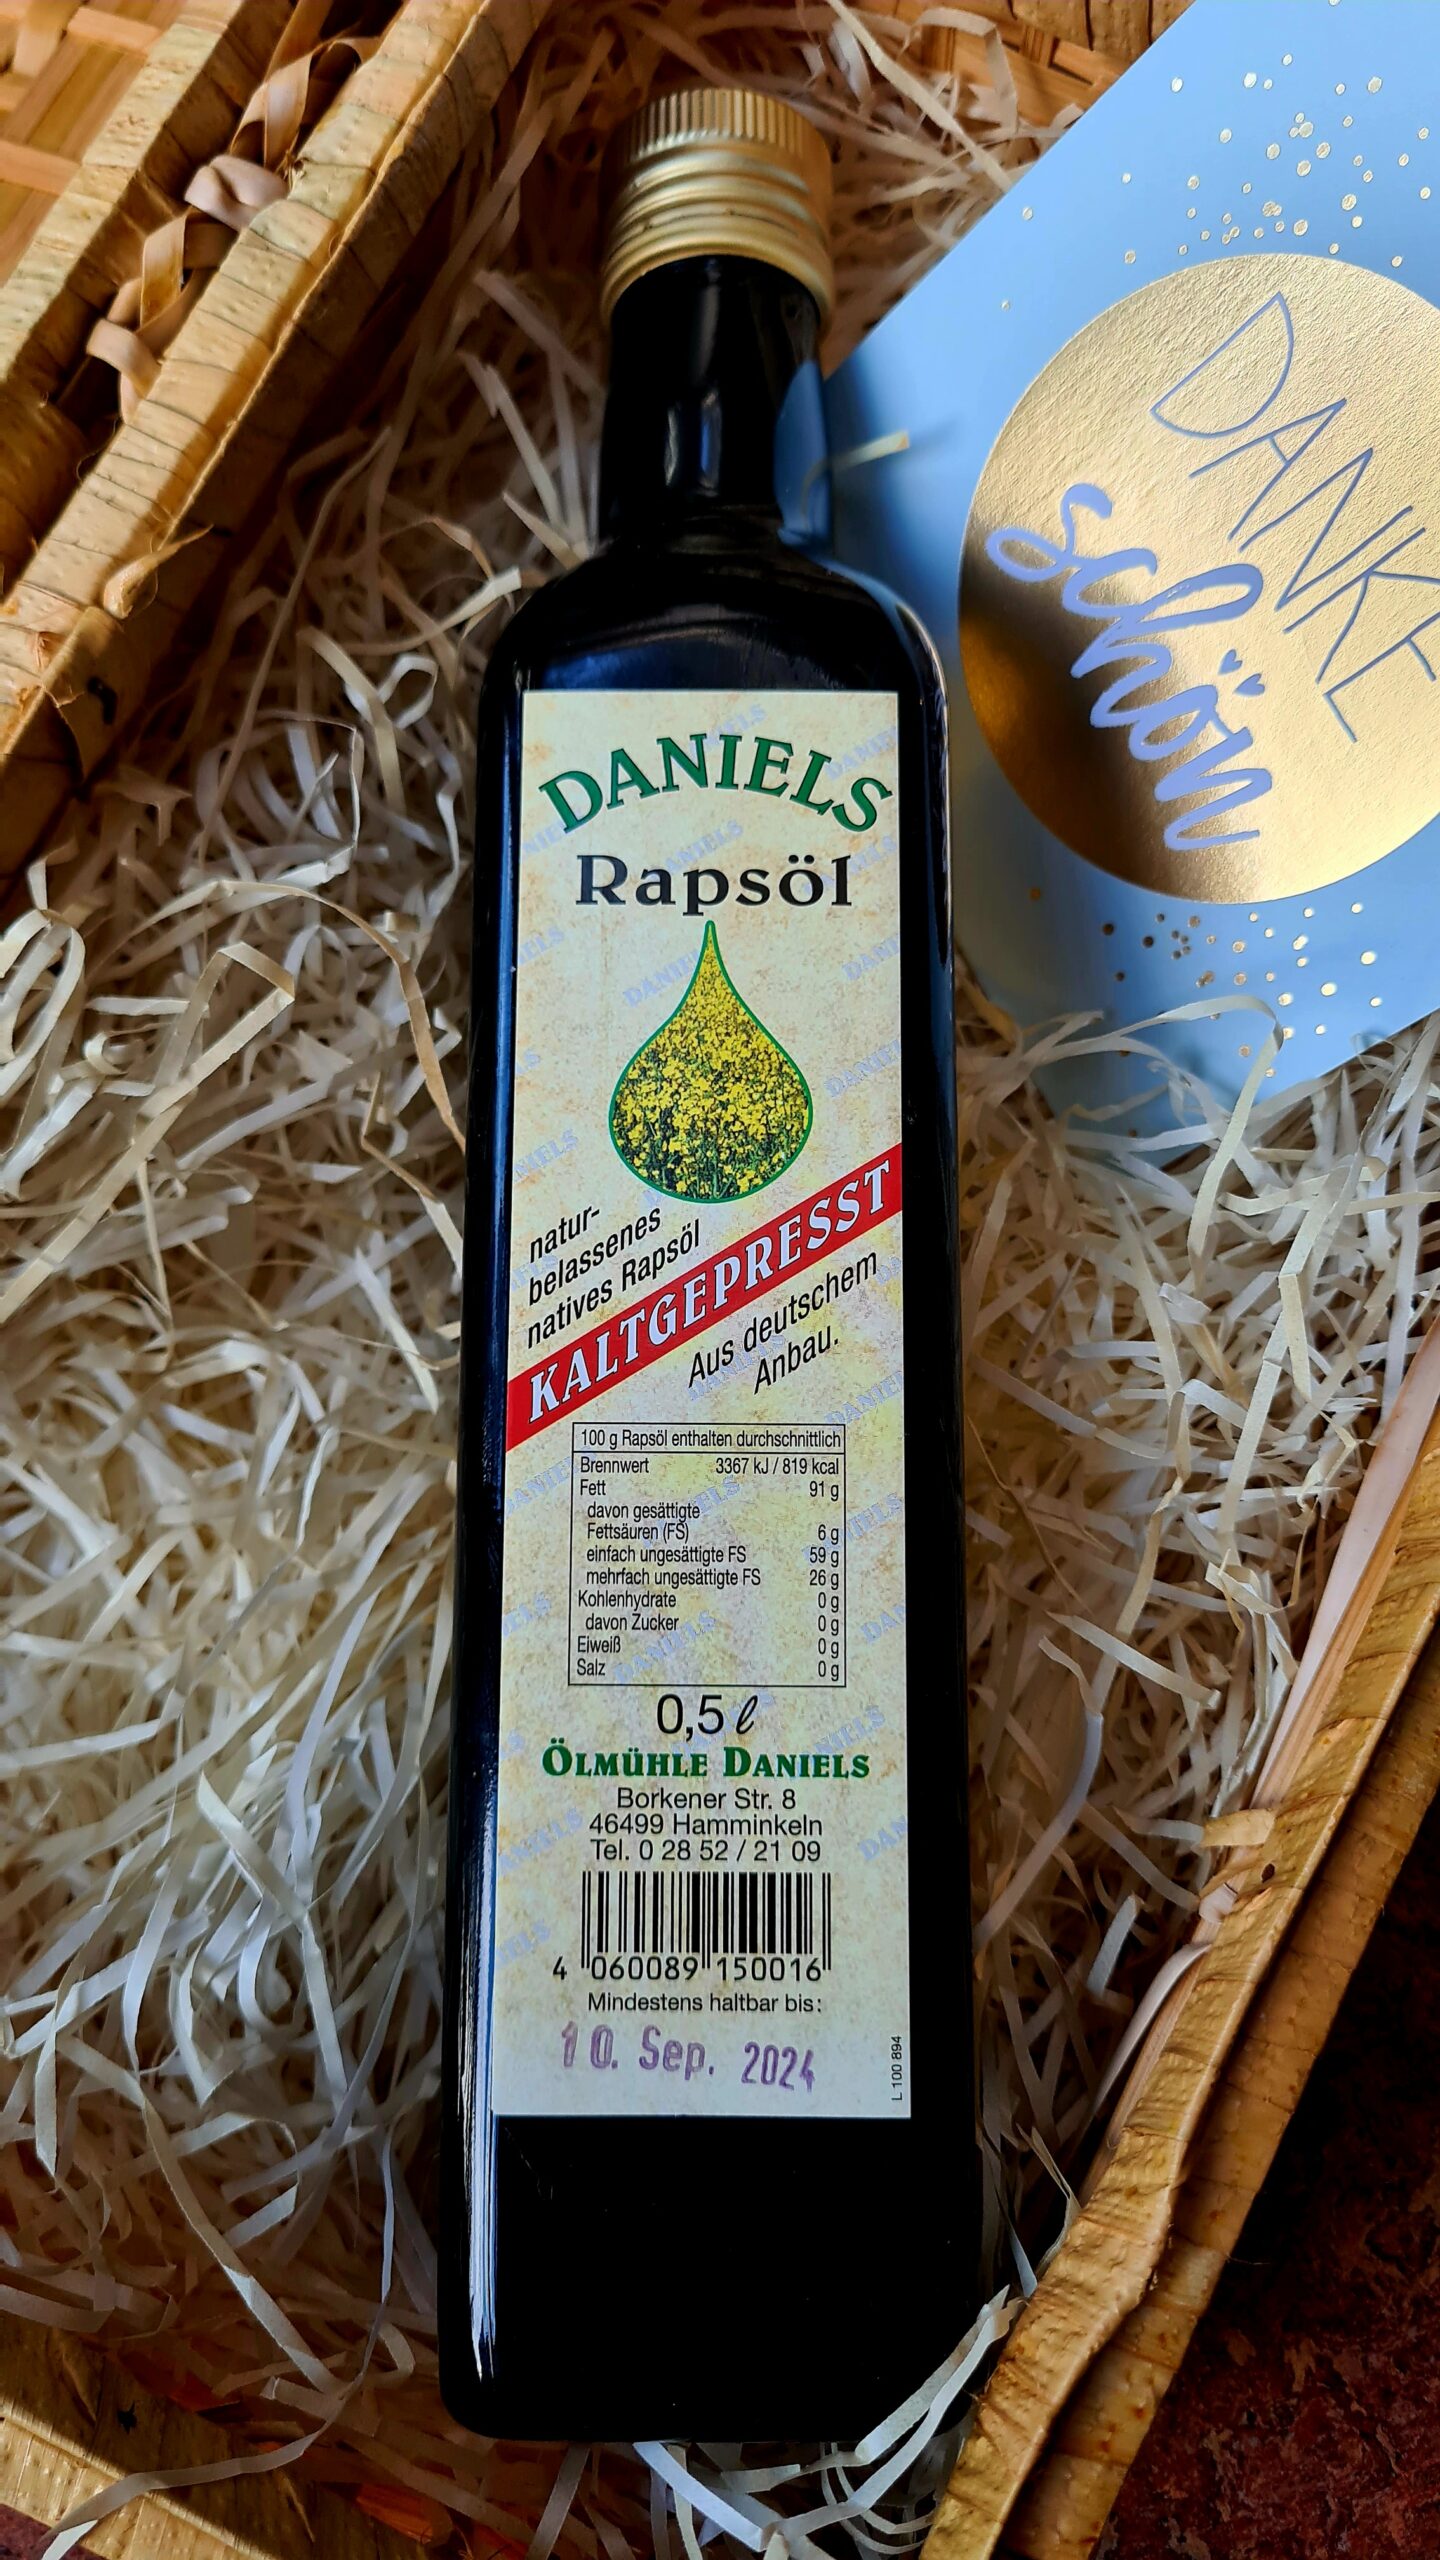 DANKE
schön
DANIELS
Rapsöl
natur-
belassenes
natives Rapsöl
KALTGEPRESST
Aus deutschem
Anbau.
100 g Rapsöl enthalten durchschnittlich
Brennwert 3367 kJ / 819 kcal
Fett 91 g
davon gesättigte
Fettsäuren (FS) 6 g
einfach ungesättigte FS 59 g
mehrfach ungesättigte FS 26 g
Kohlenhydrate 0 g
davon Zucker 0 g
Eiweiß 0 g
Salz 0 g
0,5 ℓ
ÖLMÜHLE DANIELS
Borkener Str. 8
46499 Hamminkeln
Tel. 0 28 52 / 21 09
4 060089 150016
Mindestens haltbar bis:
10. Sep. 2024
L 100 894